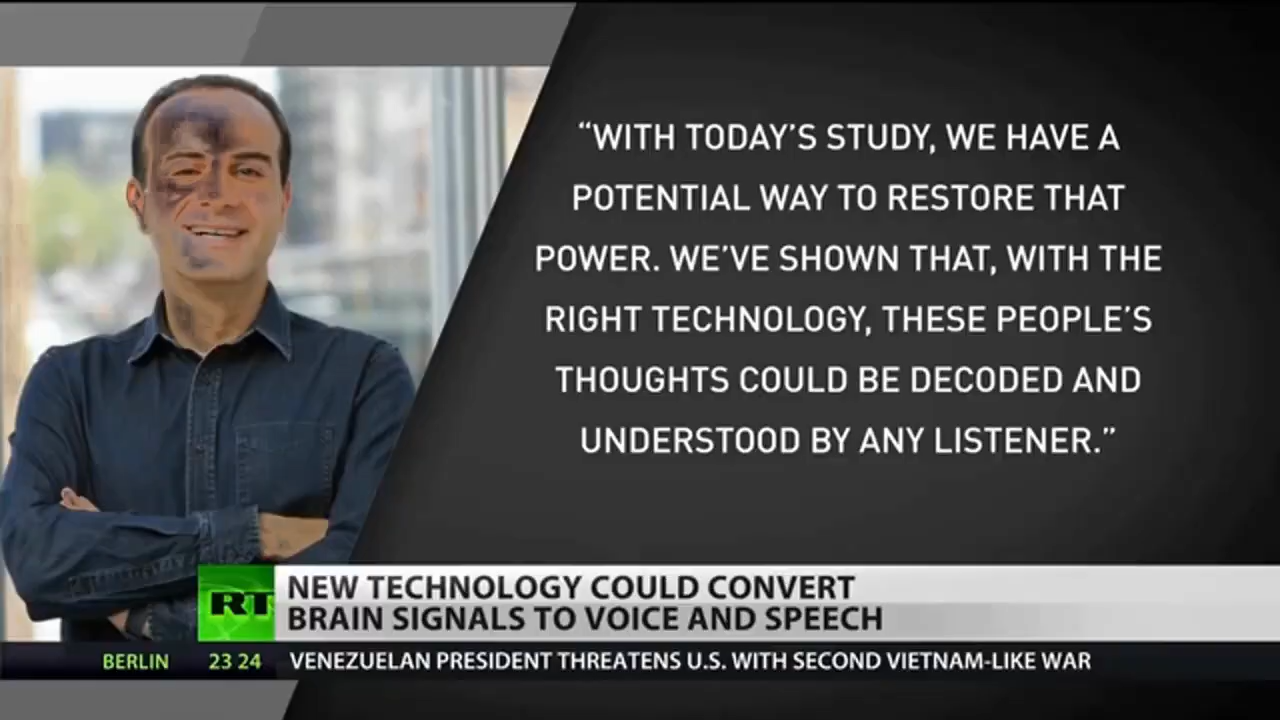 “WITH TODAY’S STUDY, WE HAVE A
POTENTIAL WAY TO RESTORE THAT
POWER. WE’VE SHOWN THAT, WITH THE
RIGHT TECHNOLOGY, THESE PEOPLE’S
THOUGHTS COULD BE DECODED AND
UNDERSTOOD BY ANY LISTENER.”
RT
NEW TECHNOLOGY COULD CONVERT
BRAIN SIGNALS TO VOICE AND SPEECH
BERLIN 23 24 VENEZUELAN PRESIDENT THREATENS U.S. WITH SECOND VIETNAM-LIKE WAR